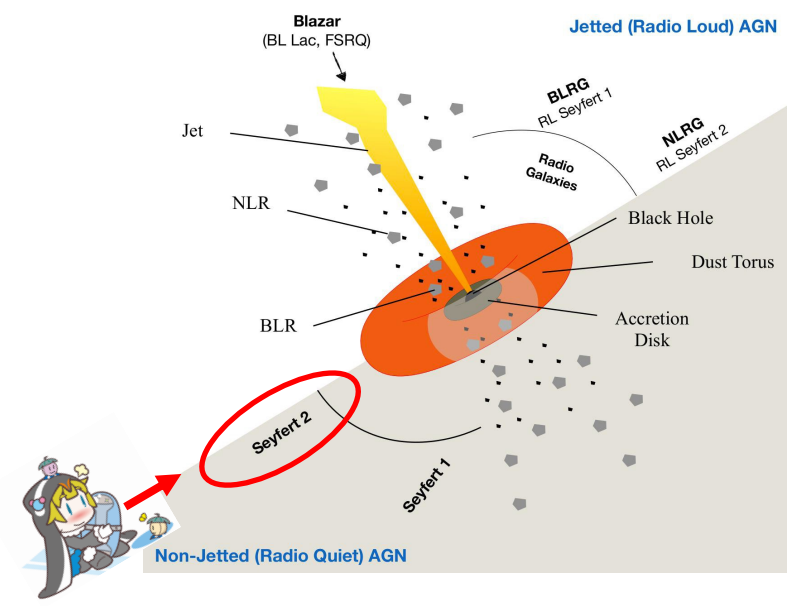 Blazar
(BL Lac, FSRQ)
Jetted (Radio Loud) AGN
BLRG
RL Seyfert 1
NLRG
RL Seyfert 2
Jet
Radio
Galaxies
NLR
Black Hole
Dust Torus
BLR
Accretion
Disk
Seyfert 2
Seyfert 1
Non-Jetted (Radio Quiet) AGN